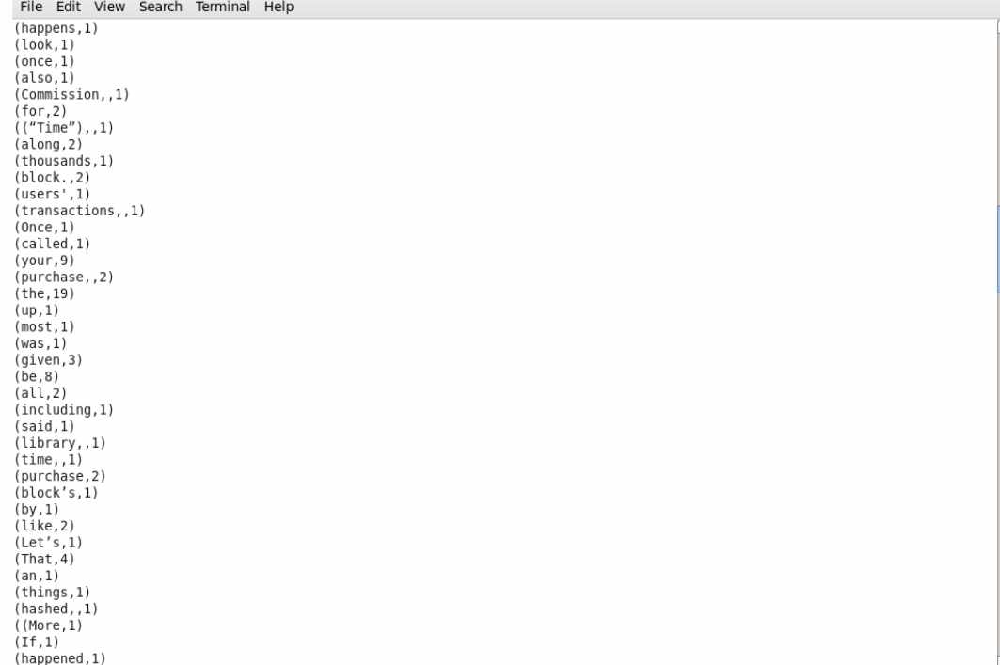 File Edit View Search Terminal Help
(happens,1)
(look,1)
(once,1)
(also,1)
(Commission,,1)
(for,2)
((“Time”),,1)
(along,2)
(thousands,1)
(block.,2)
(users',1)
(transactions,,1)
(Once,1)
(called,1)
(your,9)
(purchase,,2)
(the,19)
(up,1)
(most,1)
(was,1)
(given,3)
(be,8)
(all,2)
(including,1)
(said,1)
(library,,1)
(time,,1)
(purchase,2)
(block’s,1)
(by,1)
(like,2)
(Let’s,1)
(That,4)
(an,1)
(things,1)
(hashed,,1)
((More,1)
(If,1)
(happened,1)